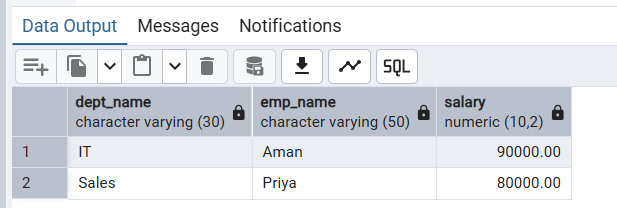 Data Output Messages Notifications
SQL
dept_name emp_name salary
character varying (30) character varying (50) numeric (10,2)
1 IT Aman 90000.00
2 Sales Priya 80000.00